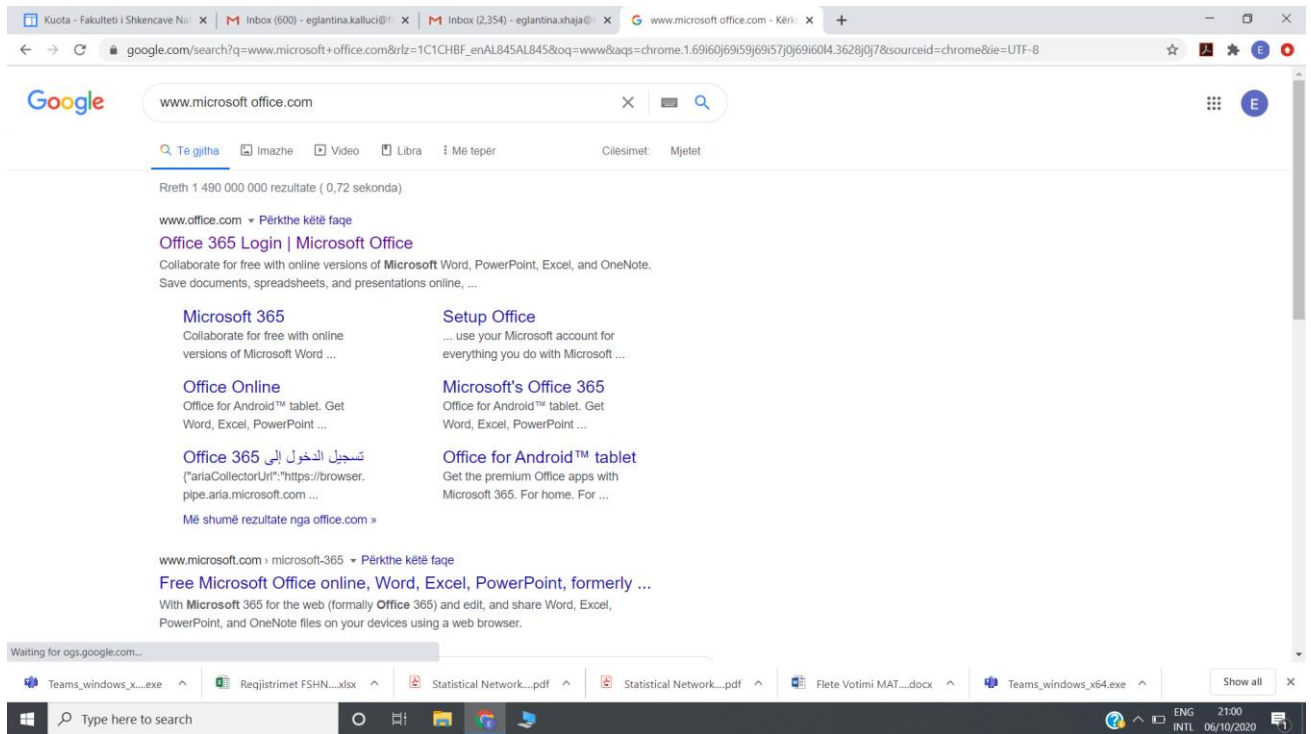 Kuota - Fakulteti i Shkencave Nat
Inbox (600) - eglantina.kalluci@f
Inbox (2,354) - eglantina.xhaja@
www.microsoft office.com - Kërk
google.com/search?q=www.microsoft+office.com&rlz=1C1CHBF_enAL845AL845&oq=www&aqs=chrome.1.69i60j69i59j69i57j0j69i60l4.3628j0j7&sourceid=chrome&ie=UTF-8
E
Google
www.microsoft office.com
E
Të gjitha Imazhe Video Libra Më tepër Cilësimet Mjetet
Rreth 1 490 000 000 rezultate ( 0,72 sekonda)
www.office.com Përkthe këtë faqe
Office 365 Login | Microsoft Office
Collaborate for free with online versions of Microsoft Word, PowerPoint, Excel, and OneNote.
Save documents, spreadsheets, and presentations online, ...
Microsoft 365
Collaborate for free with online
versions of Microsoft Word ...
Setup Office
... use your Microsoft account for
everything you do with Microsoft ...
Office Online
Office for Android™ tablet. Get
Word, Excel, PowerPoint ...
Microsoft's Office 365
Office for Android™ tablet. Get
Word, Excel, PowerPoint ...
تسجيل الدخول إلى Office 365
{"ariaCollectorUrl":"https://browser.
pipe.aria.microsoft.com ...
Office for Android™ tablet
Get the premium Office apps with
Microsoft 365. For home. For ...
Më shumë rezultate nga office.com »
www.microsoft.com › microsoft-365 Përkthe këtë faqe
Free Microsoft Office online, Word, Excel, PowerPoint, formerly ...
With Microsoft 365 for the web (formally Office 365) and edit, and share Word, Excel,
PowerPoint, and OneNote files on your devices using a web browser.
Waiting for ogs.google.com...
Teams_windows_x....exe
Regjistrimet FSHN....xlsx
Statistical Network....pdf
Statistical Network....pdf
Flete Votimi MAT....docx
Teams_windows_x64.exe
Show all
Type here to search
ENG
INTL
21:00
06/10/2020